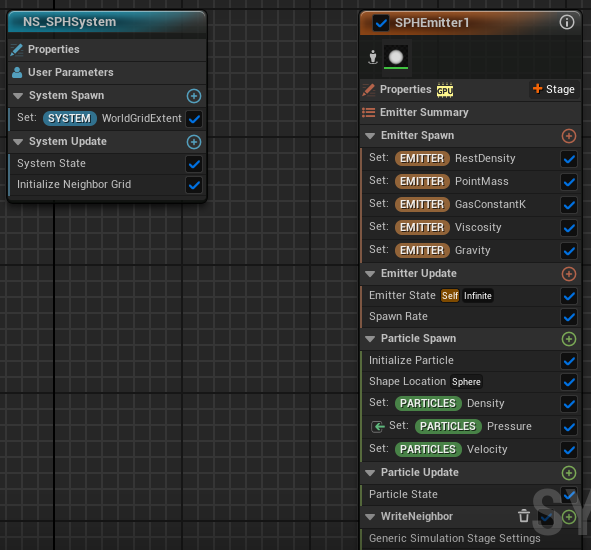 NS_SPHSystem
Properties
User Parameters
System Spawn
Set: SYSTEM WorldGridExtent
System Update
System State
Initialize Neighbor Grid
SPHEmitter1
Properties GPU Stage
Emitter Summary
Emitter Spawn
Set: EMITTER RestDensity
Set: EMITTER PointMass
Set: EMITTER GasConstantK
Set: EMITTER Viscosity
Set: EMITTER Gravity
Emitter Update
Emitter State Self Infinite
Spawn Rate
Particle Spawn
Initialize Particle
Shape Location Sphere
Set: PARTICLES Density
Set: PARTICLES Pressure
Set: PARTICLES Velocity
Particle Update
Particle State
WriteNeighbor
Generic Simulation Stage Settings
SY